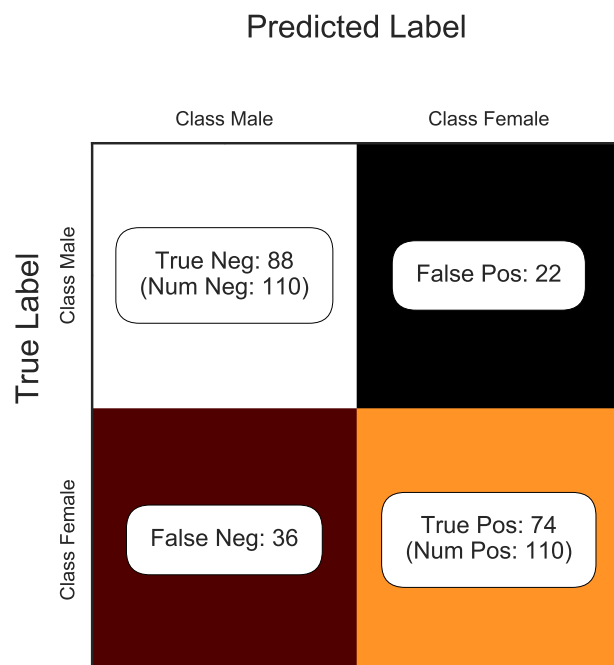 Predicted Label
Class Male
Class Female
True Label
Class Male
True Neg: 88
(Num Neg: 110)
False Pos: 22
Class Female
False Neg: 36
True Pos: 74
(Num Pos: 110)